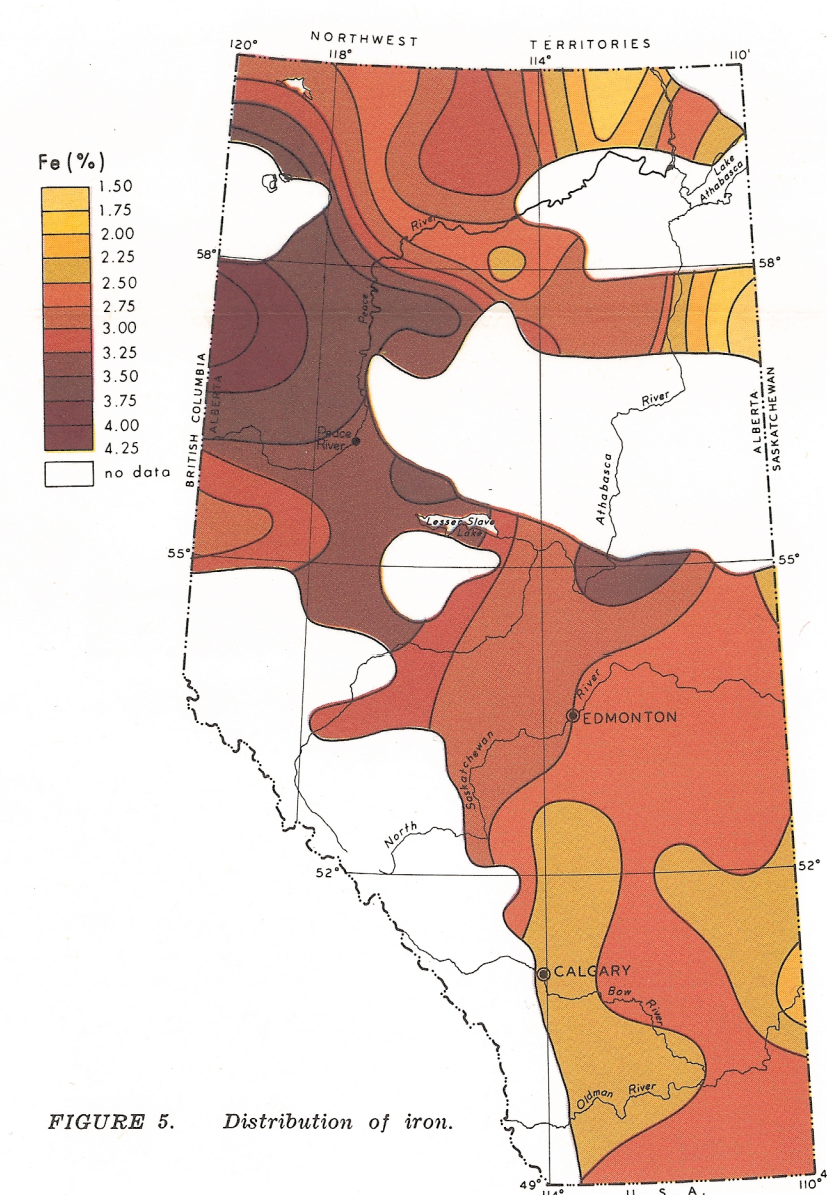 NORTHWEST TERRITORIES
120° 118° 114° 110'
Fe (%)
1.50
1.75
2.00
2.25
2.50
2.75
3.00
3.25
3.50
3.75
4.00
4.25
no data
Lake
Athabasca
River
Peace
58° 58°
BRITISH COLUMBIA
ALBERTA
ALBERTA
SASKATCHEWAN
River
Athabasca
Peace
River
Lesser Slave
Lake
55° 55°
River
EDMONTON
Saskatchewan
North
52° 52°
CALGARY
Bow
River
Oldman River
FIGURE 5. Distribution of iron.
49° 114° U. S. A. 110°